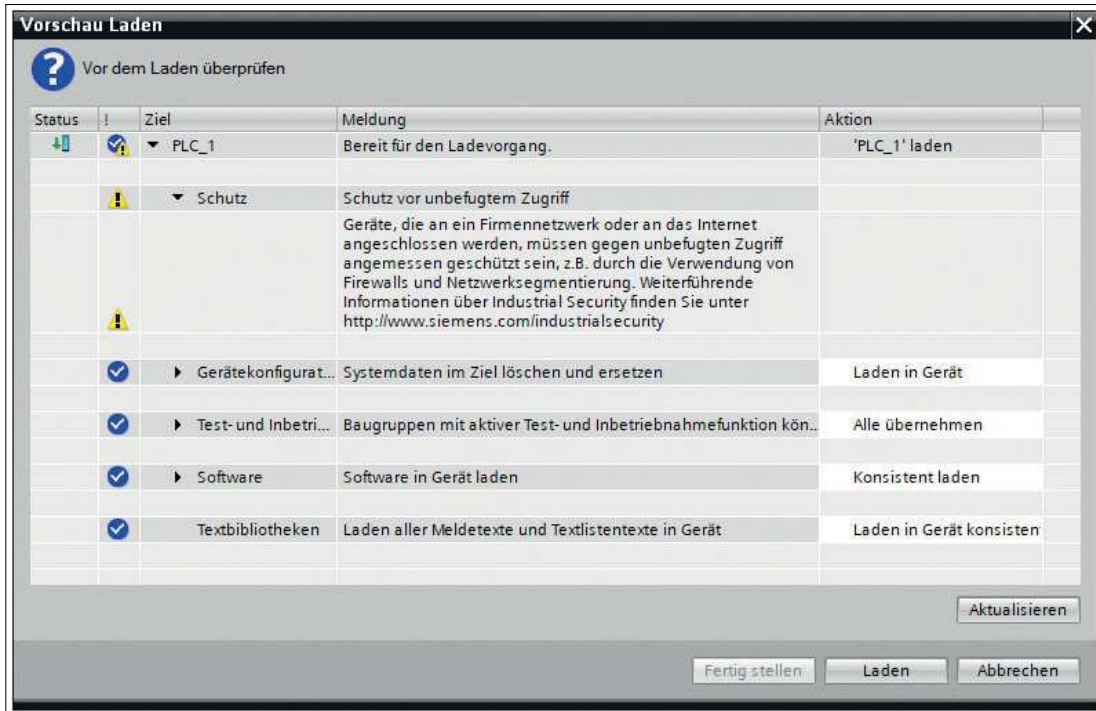 Vorschau Laden
Vor dem Laden überprüfen
Status ! Ziel Meldung Aktion
PLC_1 Bereit für den Ladevorgang. 'PLC_1' laden
Schutz Schutz vor unbefugtem Zugriff
Geräte, die an ein Firmennetzwerk oder an das Internet
angeschlossen werden, müssen gegen unbefugten Zugriff
angemessen geschützt sein, z.B. durch die Verwendung von
Firewalls und Netzwerksegmentierung. Weiterführende
Informationen über Industrial Security finden Sie unter
http://www.siemens.com/industrialsecurity
Gerätekonfigurat... Systemdaten im Ziel löschen und ersetzen Laden in Gerät
Test- und Inbetri... Baugruppen mit aktiver Test- und Inbetriebnahmefunktion kön.. Alle übernehmen
Software Software in Gerät laden Konsistent laden
Textbibliotheken Laden aller Meldetexte und Textlistentexte in Gerät Laden in Gerät konsisten
Aktualisieren
Fertig stellen Laden Abbrechen